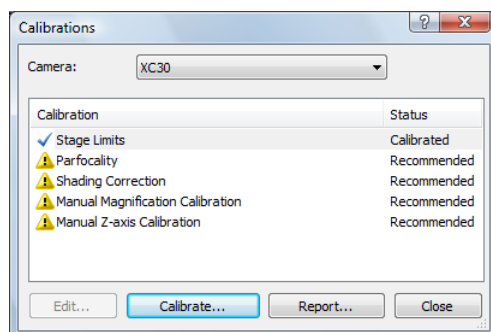 Calibrations
Camera: XC30
Calibration Status
Stage Limits Calibrated
Parfocality Recommended
Shading Correction Recommended
Manual Magnification Calibration Recommended
Manual Z-axis Calibration Recommended
Edit... Calibrate... Report... Close